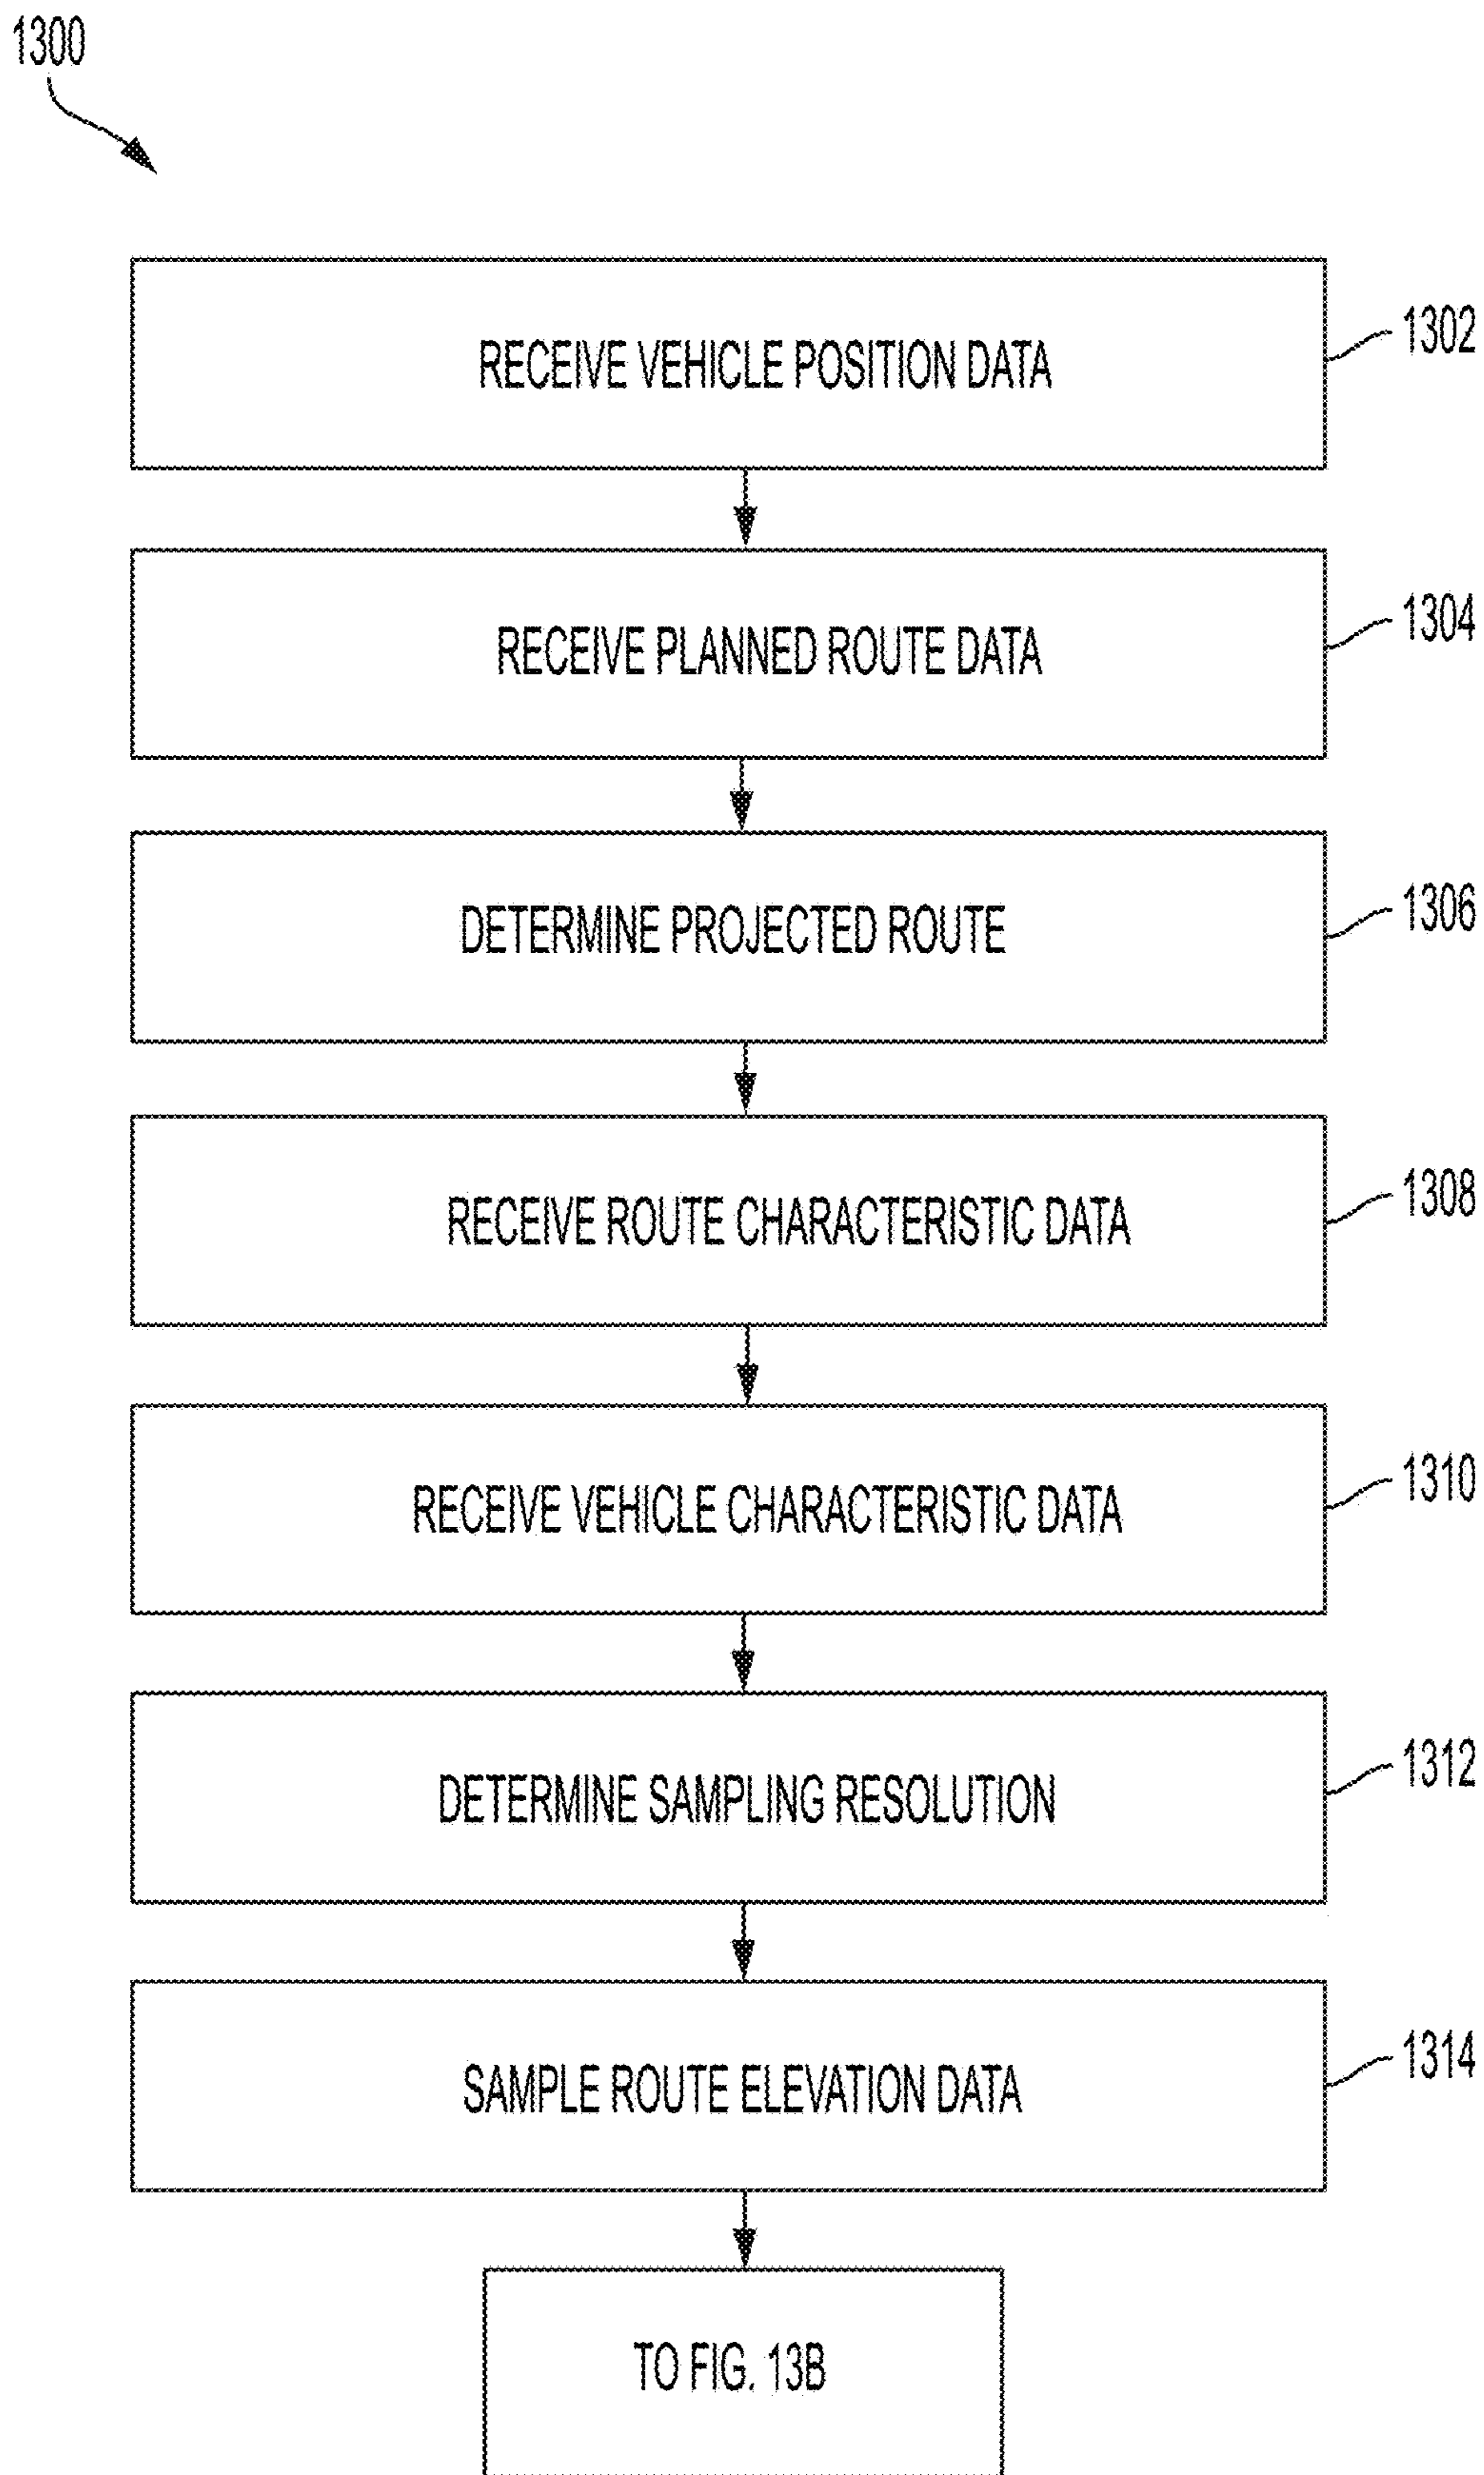 1300
RECEIVE VEHICLE POSITION DATA
1302
RECEIVE PLANNED ROUTE DATA
1304
DETERMINE PROJECTED ROUTE
1306
RECEIVE ROUTE CHARACTERISTIC DATA
1308
RECEIVE VEHICLE CHARACTERISTIC DATA
1310
DETERMINE SAMPLING RESOLUTION
1312
SAMPLE ROUTE ELEVATION DATA
1314
TO FIG. 13B